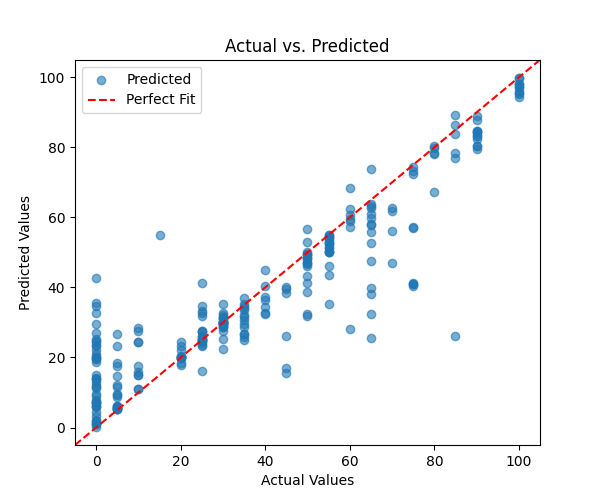 Actual vs. Predicted
Predicted
Perfect Fit
100
80
60
40
20
0
Predicted Values
0 20 40 60 80 100
Actual Values